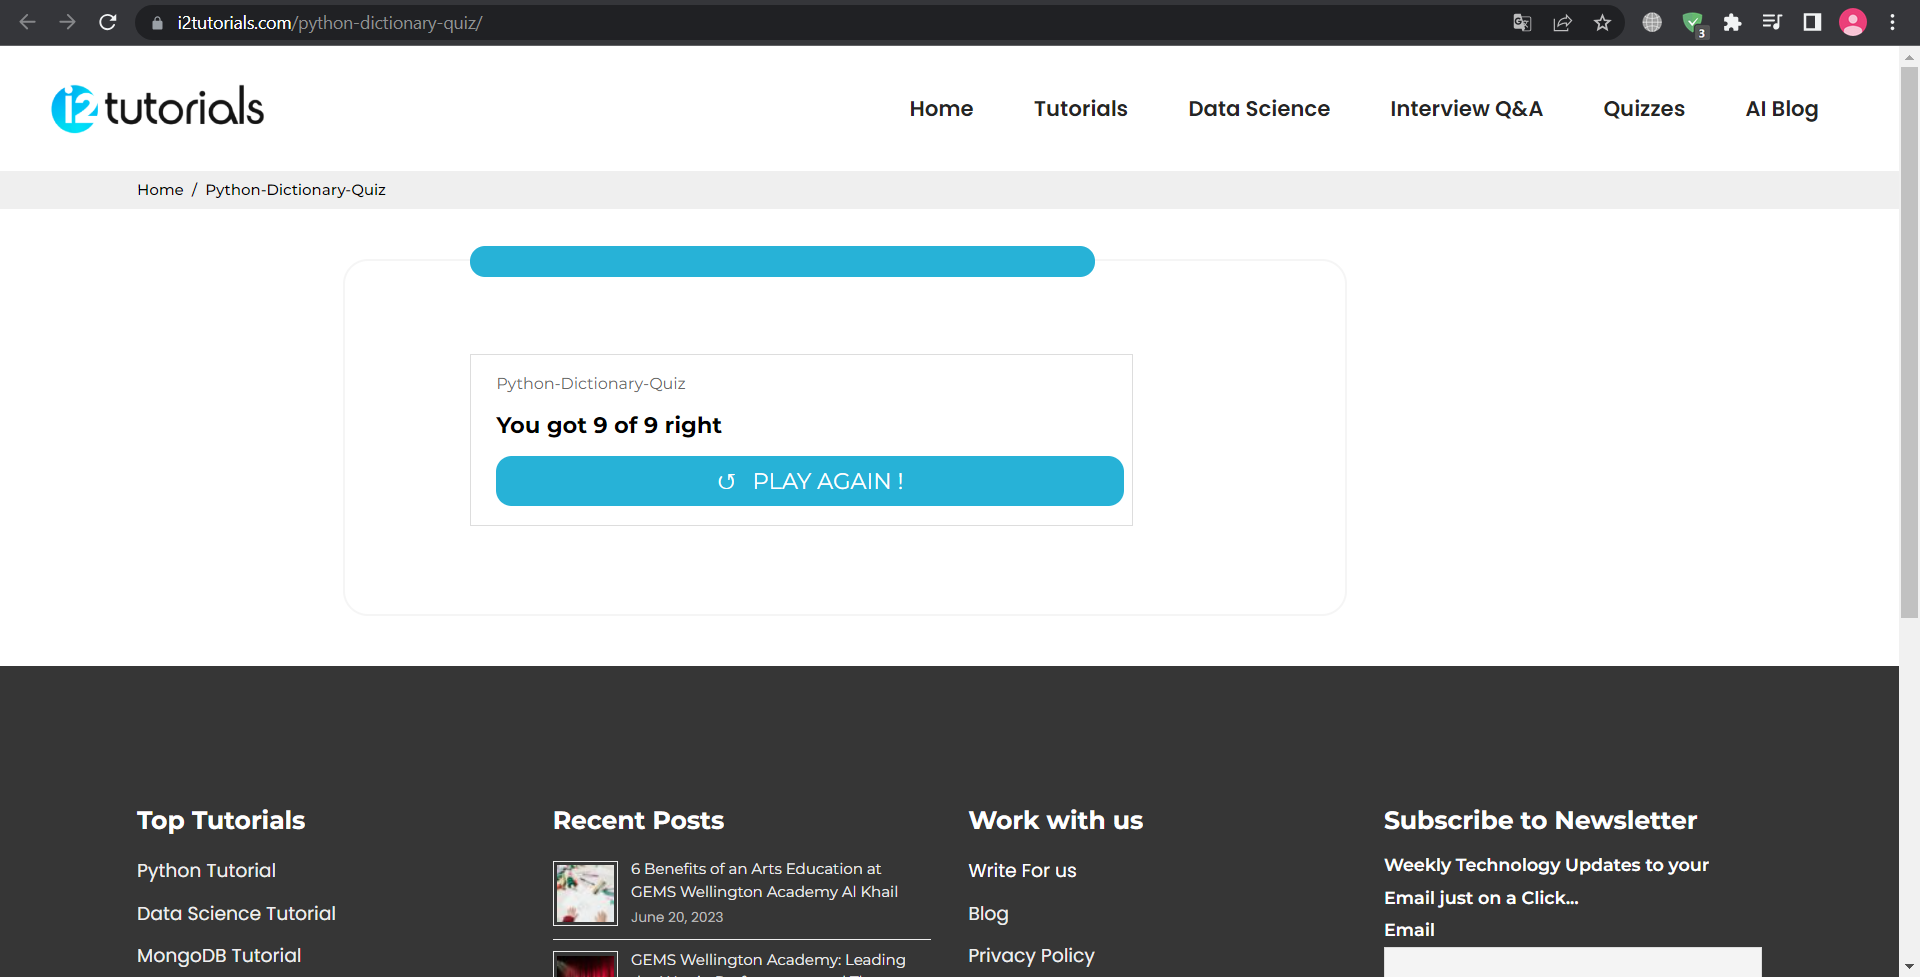 i2tutorials.com/python-dictionary-quiz/
3
i2 tutorials
Home
Tutorials
Data Science
Interview Q&A
Quizzes
AI Blog
Home / Python-Dictionary-Quiz
Python-Dictionary-Quiz
You got 9 of 9 right
↺ PLAY AGAIN !
Top Tutorials
Python Tutorial
Data Science Tutorial
MongoDB Tutorial
Recent Posts
6 Benefits of an Arts Education at
GEMS Wellington Academy Al Khail
June 20, 2023
GEMS Wellington Academy: Leading
Work with us
Write For us
Blog
Privacy Policy
Subscribe to Newsletter
Weekly Technology Updates to your
Email just on a Click...
Email